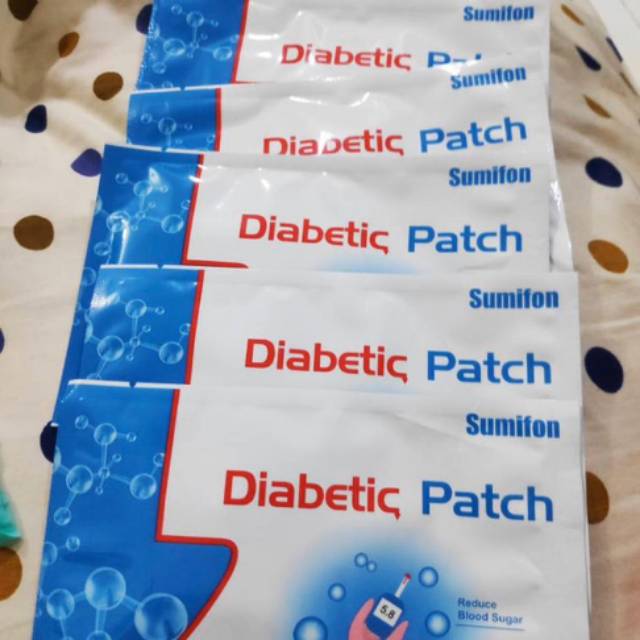 Sumifon
Diabetic
Sumifon
Diabetic Patch
Sumifon
Diabetic Patch
Sumifon
Diabetic Patch
Sumifon
Diabetic Patch
5.8
Reduce
Blood Sugar